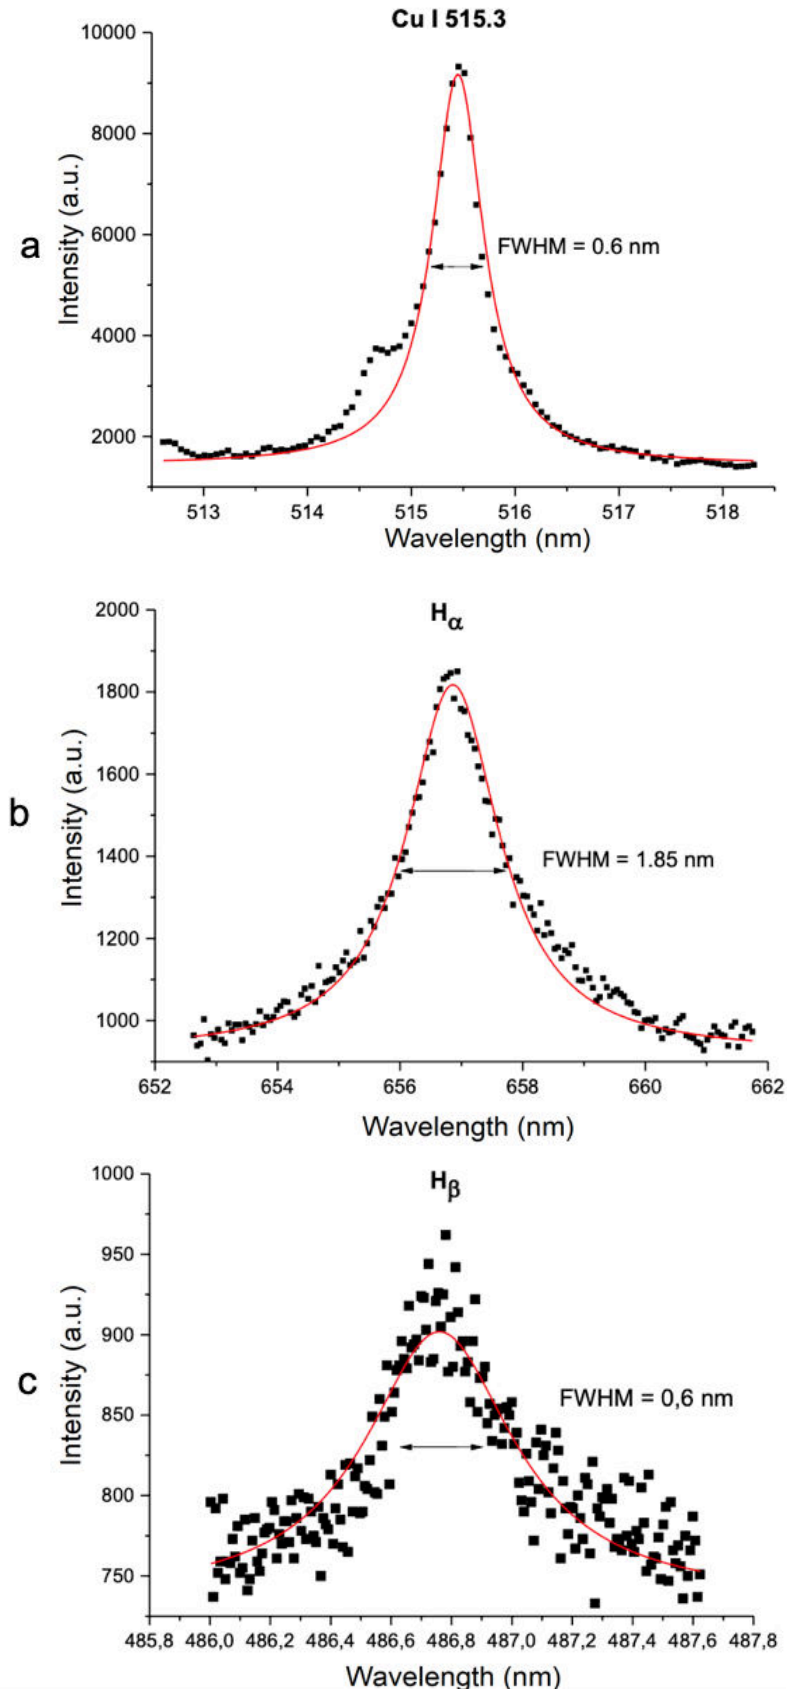 Cu I 515.3
10000
8000
6000
4000
2000
Intensity (a.u.)
a
FWHM = 0.6 nm
513 514 515 516 517 518
Wavelength (nm)
Hα
2000
1800
1600
1400
1200
1000
Intensity (a.u.)
b
FWHM = 1.85 nm
652 654 656 658 660 662
Wavelength (nm)
Hβ
1000
950
900
850
800
750
Intensity (a.u.)
c
FWHM = 0,6 nm
485,8 486,0 486,2 486,4 486,6 486,8 487,0 487,2 487,4 487,6 487,8
Wavelength (nm)